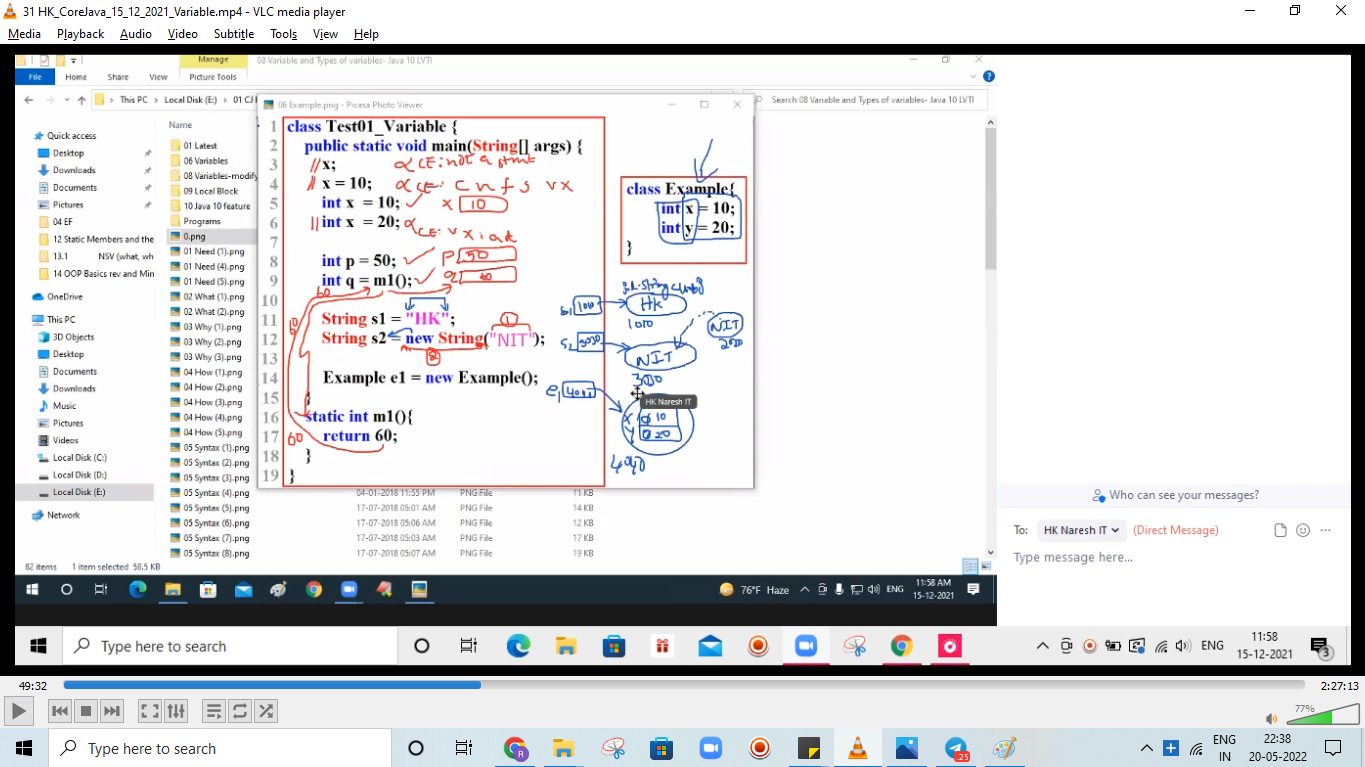 31 HK_CoreJava_15_12_2021_Variable.mp4 - VLC media player
Media Playback Audio Video Subtitle Tools View Help
Manage
08 Variable and Types of variables- Java 10 LVTI
File Home Share View Picture Tools
This PC > Local Disk (E:) > 01 CJ
Search 08 Variable and Types of variables- Java 10 LVTI
06 Example.png - Picasa Photo Viewer
Quick access
Desktop
Downloads
Documents
Pictures
04 EF
12 Static Members and the
13.1 NSV (what, wh
14 OOP Basics rev and Min
OneDrive
This PC
3D Objects
Desktop
Downloads
Documents
Downloads
Music
Pictures
Videos
Local Disk (C:)
Local Disk (D:)
Local Disk (E:)
Network
Name
01 Latest
06 Variables
08 Variables-modify
09 Local Block
10 Java 10 feature
Programs
0.png
01 Need (1).png
01 Need (4).png
01 Need (5).png
02 What (1).png
02 What (2).png
03 Why (1).png
03 Why (2).png
03 Why (3).png
04 How (1).png
04 How (2).png
04 How (3).png
04 How (4).png
04 How (5).png
05 Syntax (1).png
05 Syntax (2).png
05 Syntax (3).png
05 Syntax (4).png 04-01-2018 11:55 PM PNG File 11 KB
05 Syntax (5).png 17-07-2018 05:01 AM PNG File 14 KB
05 Syntax (6).png 17-07-2018 05:06 AM PNG File 12 KB
05 Syntax (7).png 17-07-2018 05:03 AM PNG File 17 KB
05 Syntax (8).png 17-07-2018 05:07 AM PNG File 19 KB
82 items 1 item selected 58.5 KB
1 class Test01_Variable {
2 public static void main(String[] args) {
3 //x; CE: not a stmt
4 // x = 10; CE: c n f s v x
5 int x = 10; x 10
6 || int x = 20; CE: v x i ad
7
8 int p = 50; p 50
9 int q = m1(); q 60
10 60
11 String s1 = "HK";
12 String s2 = new String("NIT");
13 2
14 Example e1 = new Example();
15 }
16 static int m1(){
17 60 return 60;
18 }
19 }
class Example{
int x = 10;
int y = 20;
}
s1 1010 HK
1010
NIT
2020
s2 3030 NIT
e1
HK Naresh IT
x 0 10
y 0 20
4040
76°F Haze ENG 11:58 AM
15-12-2021
Who can see your messages?
To: HK Naresh IT (Direct Message)
Type message here...
Type here to search
ENG 11:58
15-12-2021
3
49:32 2:27:13
77%
Type here to search
R
.25
ENG
IN
22:38
20-05-2022